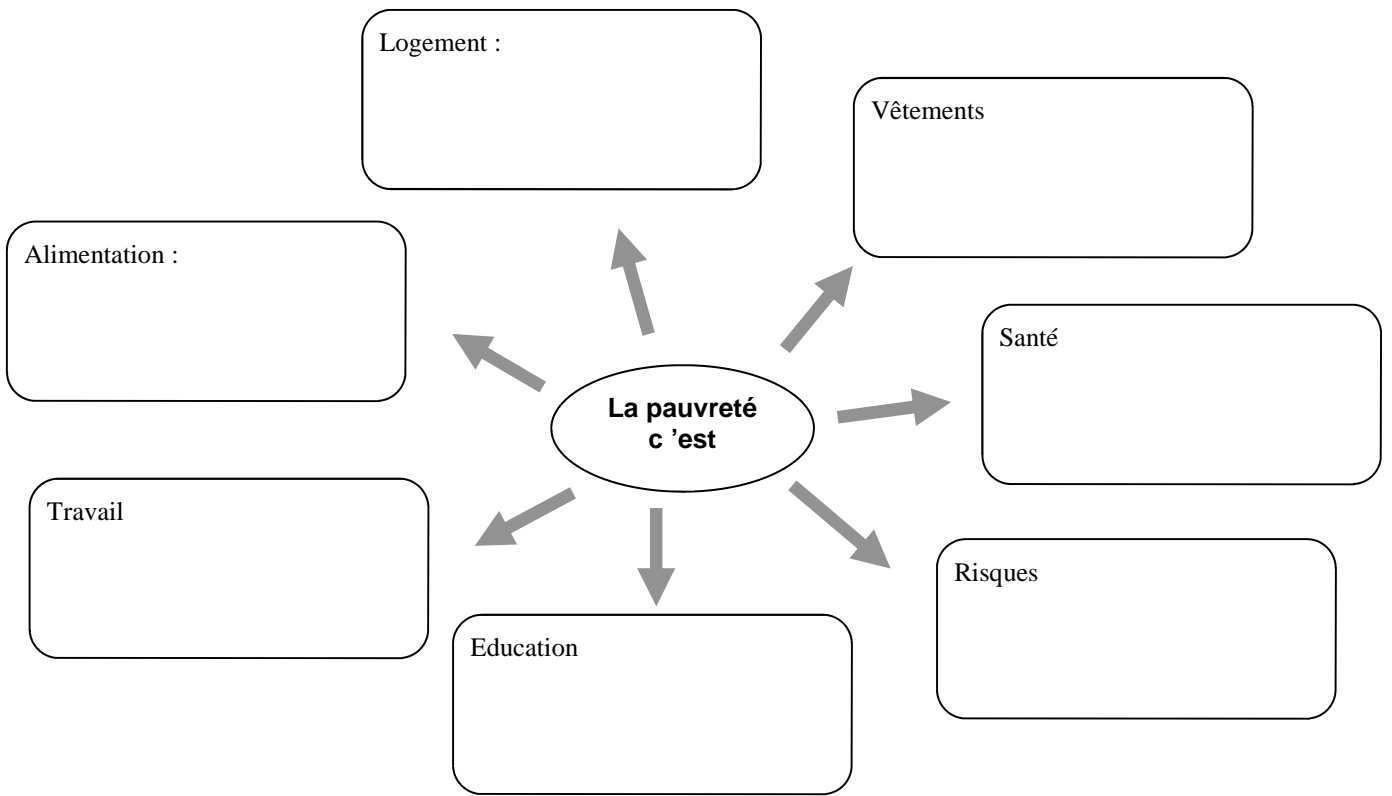 Logement :
Vêtements
Alimentation :
Santé
La pauvreté
c ’est
Travail
Risques
Education